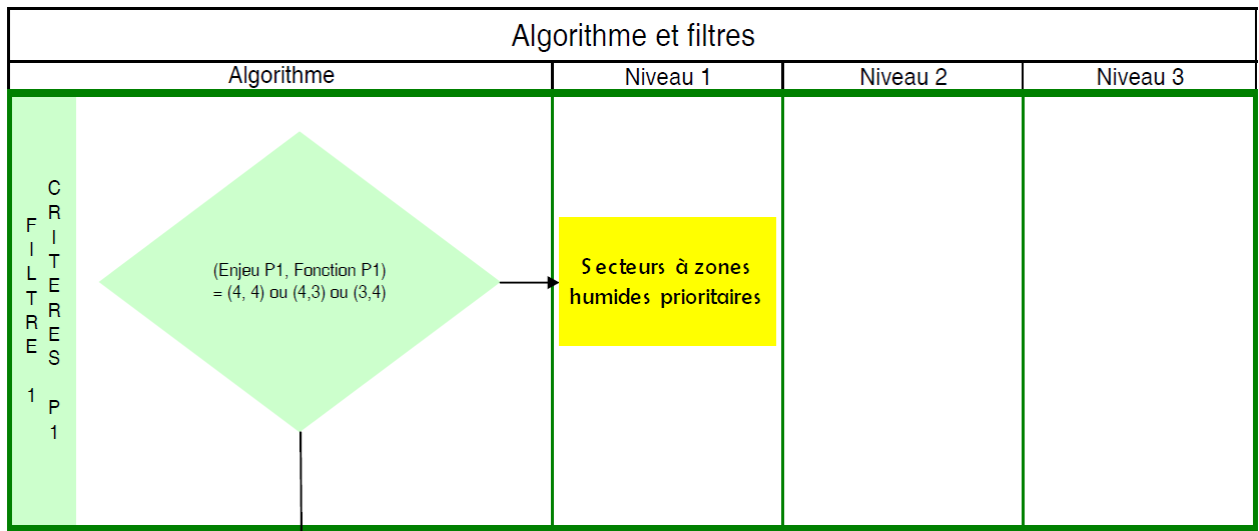 Algorithme et filtres
Algorithme
Niveau 1
Niveau 2
Niveau 3
FILTRE 1
CRITERES P1
(Enjeu P1, Fonction P1)
= (4, 4) ou (4,3) ou (3,4)
Secteurs à zones
humides prioritaires